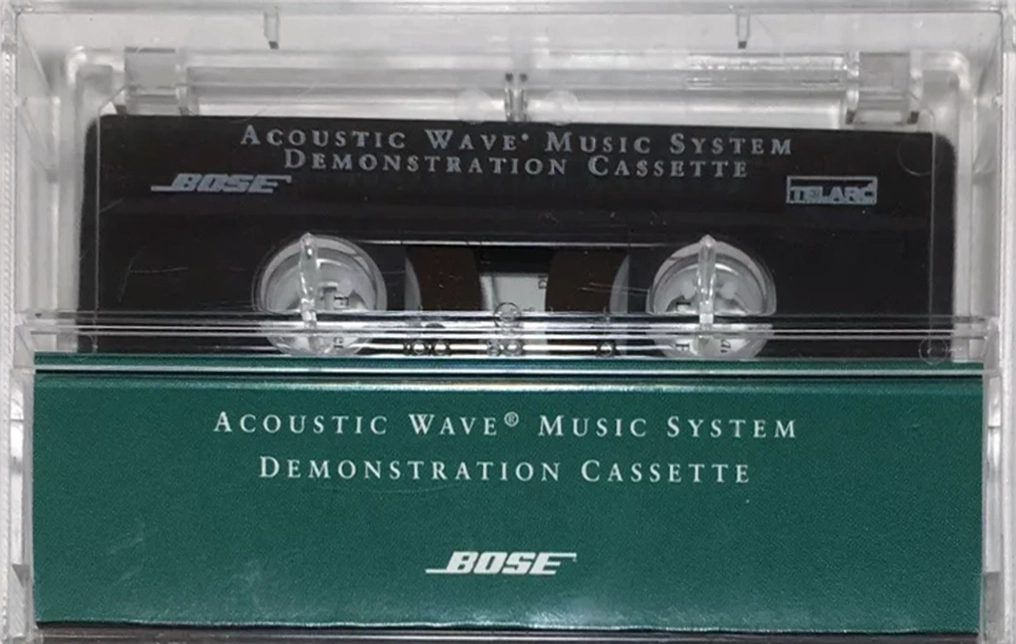 ACOUSTIC WAVE® MUSIC SYSTEM
DEMONSTRATION CASSETTE
BOSE
TELARC
ACOUSTIC WAVE® MUSIC SYSTEM
DEMONSTRATION CASSETTE
BOSE